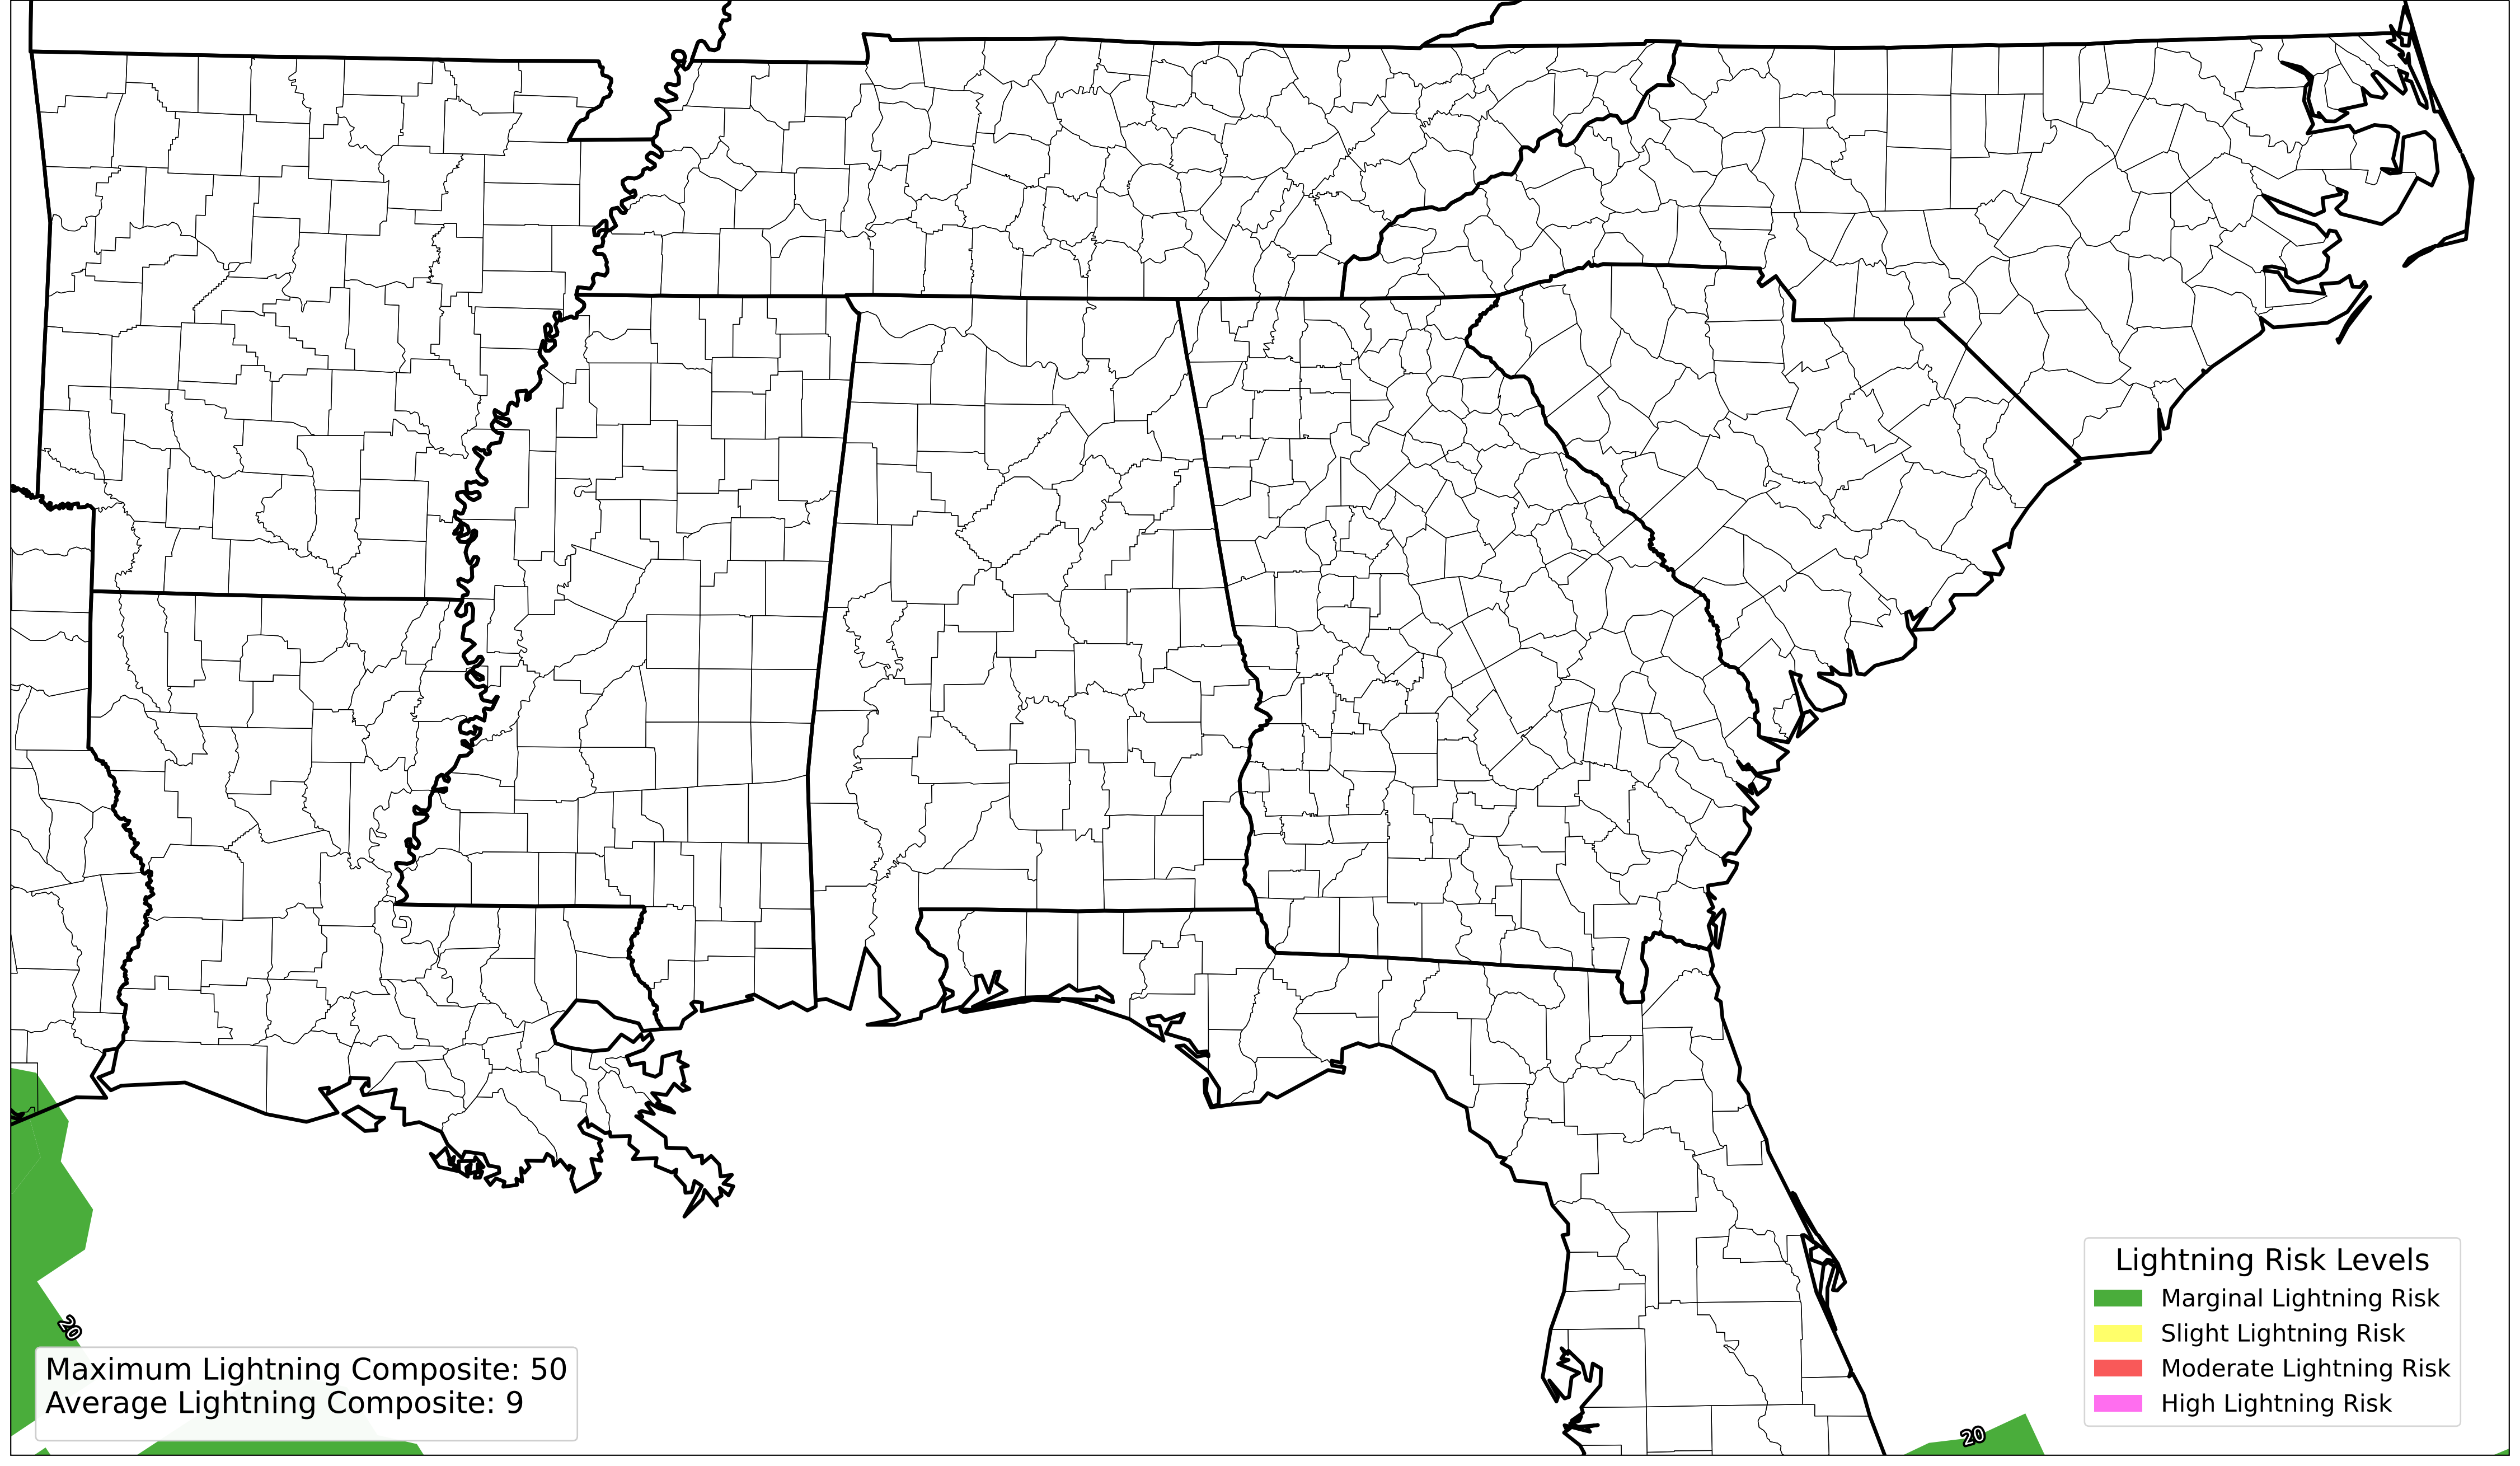 20
Maximum Lightning Composite: 50
Average Lightning Composite: 9
Lightning Risk Levels
Marginal Lightning Risk
Slight Lightning Risk
Moderate Lightning Risk
High Lightning Risk
20